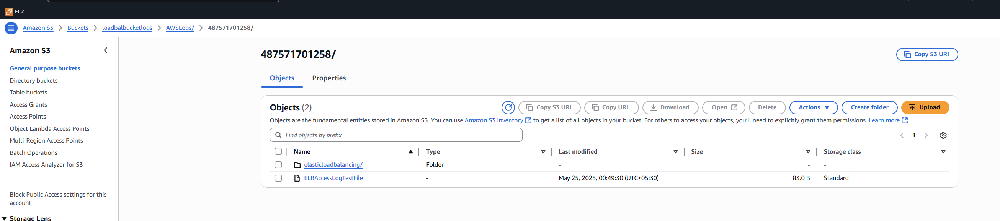 EC2
Amazon S3 > Buckets > loadbalbucketlogs > AWSLogs/ > 487571701258/
Amazon S3
General purpose buckets
Directory buckets
Table buckets
Access Grants
Access Points
Object Lambda Access Points
Multi-Region Access Points
Batch Operations
IAM Access Analyzer for S3
Block Public Access settings for this
account
Storage Lens
487571701258/
Copy S3 URI
Objects Properties
Objects (2)
Copy S3 URI Copy URL Download Open Delete Actions Create folder Upload
Objects are the fundamental entities stored in Amazon S3. You can use Amazon S3 inventory to get a list of all objects in your bucket. For others to access your objects, you'll need to explicitly grant them permissions. Learn more
Find objects by prefix
1
Name Type Last modified Size Storage class
elasticloadbalancing/ Folder - - -
ELBAccessLogTestFile - May 25, 2025, 00:49:30 (UTC+05:30) 83.0 B Standard